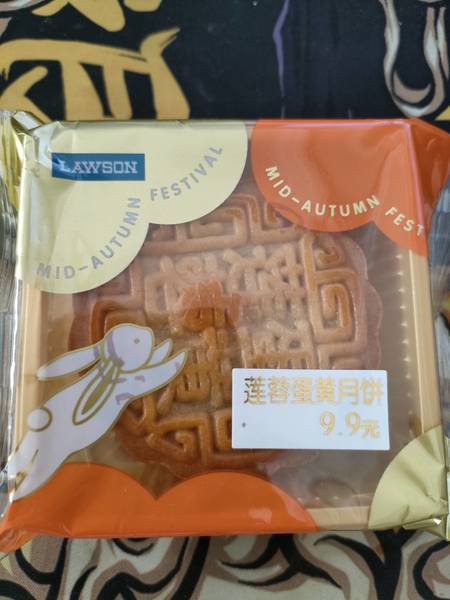 LAWSON
MID-AUTUMN FESTIVAL
MID-AUTUMN FEST
莲蓉蛋黄月饼
9.9元